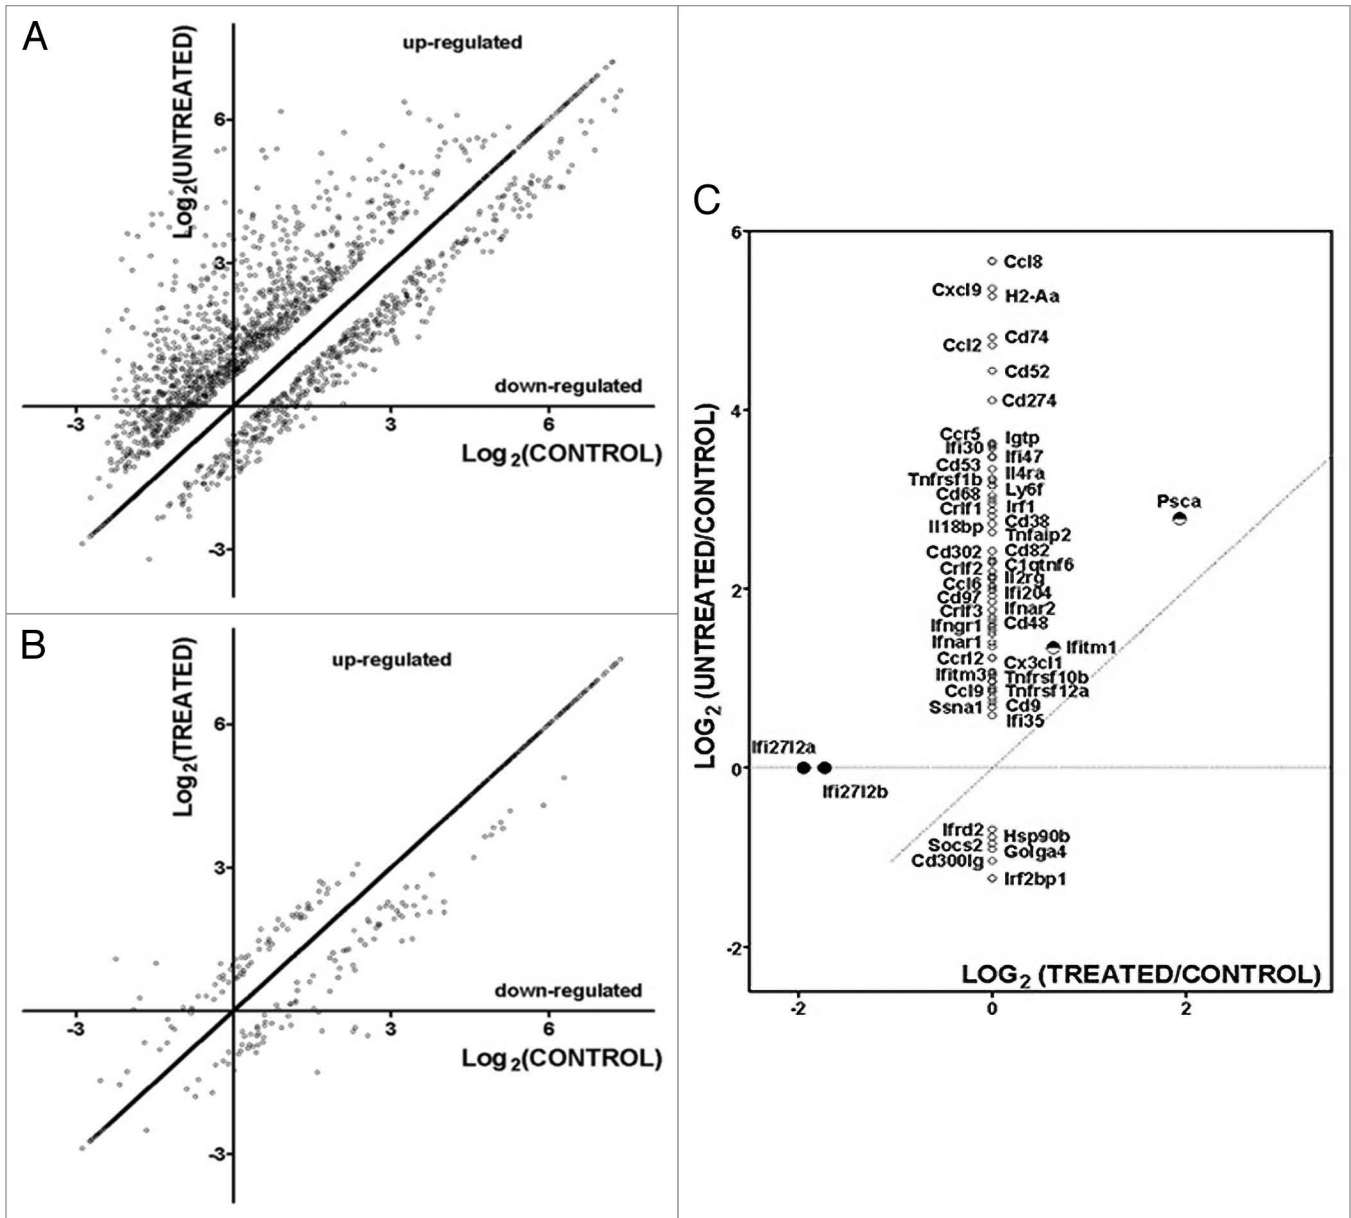 A
up-regulated
Log2(UNTREATED)
6
3
down-regulated
-3
3
6
Log2(CONTROL)
-3
B
up-regulated
Log2(TREATED)
6
3
down-regulated
-3
3
6
Log2(CONTROL)
-3
C
LOG2 (UNTREATED/CONTROL)
6
Ccl8
Cxcl9
H2-Aa
Cd74
Ccl2
Cd52
4
Cd274
Ccr5
Igtp
Ifi30
Ifi47
Cd53
Il4ra
Tnfrsf1b
Ly6f
Cd68
Irf1
Crlf1
Cd38
Il18bp
Tnfaip2
Cd302
Cd82
Crlf2
C1qtnf6
Ccl6
Il2rg
2
Cd97
Ifi204
Crlf3
Ifnar2
Ifngr1
Cd48
Ifnar1
Ccrl2
Cx3cl1
Ifitm3
Tnfrsf10b
Ccl9
Tnfrsf12a
Ssna1
Cd9
Ifi35
Psca
Ifitm1
Ifi27l2a
0
Ifi27l2b
Ifrd2
Hsp90b
Socs2
Golga4
Cd300lg
Irf2bp1
-2
LOG2 (TREATED/CONTROL)
-2
0
2